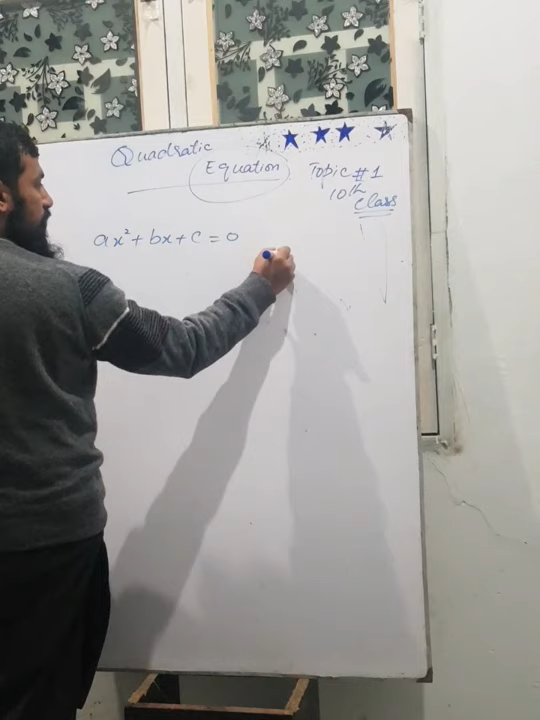 Quadratic
Equation
Topic #1
10th
Class
ax² + bx + c = 0